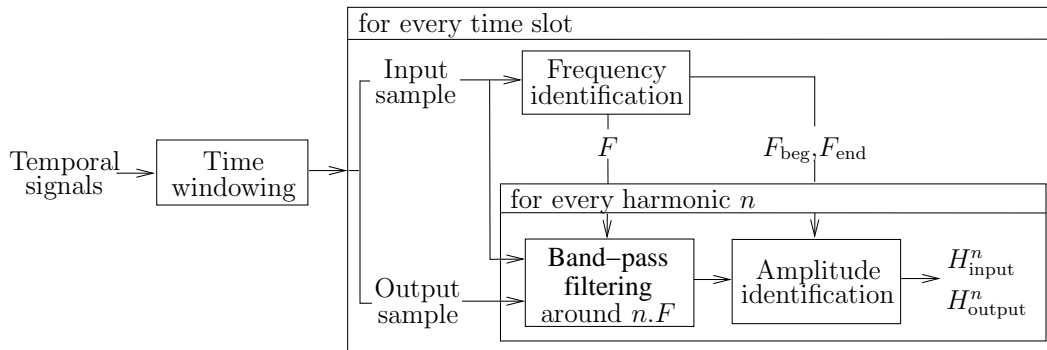 for every time slot
Input
sample
Frequency
identification
F
F_beg, F_end
Temporal
signals
Time
windowing
for every harmonic n
Output
sample
Band–pass
filtering
around n.F
Amplitude
identification
H^n_input
H^n_output